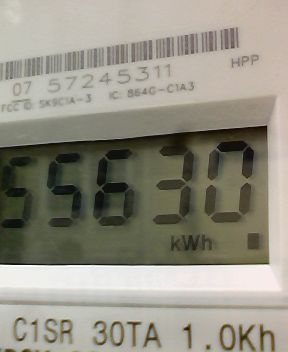 HPP
07 57245311
FCC ID: SK9C1A-3 IC: 864G-C1A3
55630
kWh
C1SR 30TA 1.0Kh